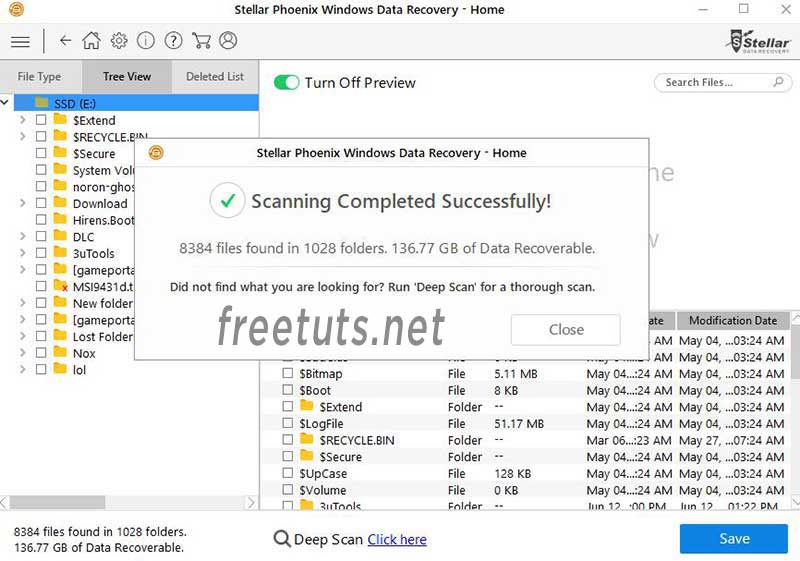 Stellar Phoenix Windows Data Recovery - Home
Stellar
DATA RECOVERY
File Type
Tree View
Deleted List
Turn Off Preview
Search Files...
SSD (E:)
$Extend
$RECYCLE.BIN
$Secure
System Volu
noron-ghos
Download
Hirens.Boot
DLC
3uTools
[gameporta
MSI9431d.t
New folder
[gameporta
Lost Folder
Nox
lol
Stellar Phoenix Windows Data Recovery - Home
Scanning Completed Successfully!
8384 files found in 1028 folders. 136.77 GB of Data Recoverable.
Did not find what you are looking for? Run 'Deep Scan' for a thorough scan.
freetuts.net
Close
ate Modification Date
AM May 04, ...03:24 AM
AM May 04, ...03:24 AM
$Bitmap File 5.11 MB May 04...:24 AM May 04, ...03:24 AM
$Boot File 8 KB May 04...:24 AM May 04, ...03:24 AM
$Extend Folder -- May 04...:24 AM May 04, ...03:24 AM
$LogFile File 51.17 MB May 04...:24 AM May 04, ...03:24 AM
$RECYCLE.BIN Folder -- Mar 06...:23 AM May 27, ...07:24 AM
$Secure Folder -- May 04...:24 AM May 04, ...03:24 AM
$UpCase File 128 KB May 04...:24 AM May 04, ...03:24 AM
$Volume File 0 KB May 04...:24 AM May 04, ...03:24 AM
3uTools Folder -- Jun 12...:00 PM Jun 12, ...01:22 PM
8384 files found in 1028 folders.
136.77 GB of Data Recoverable.
Deep Scan Click here
Save